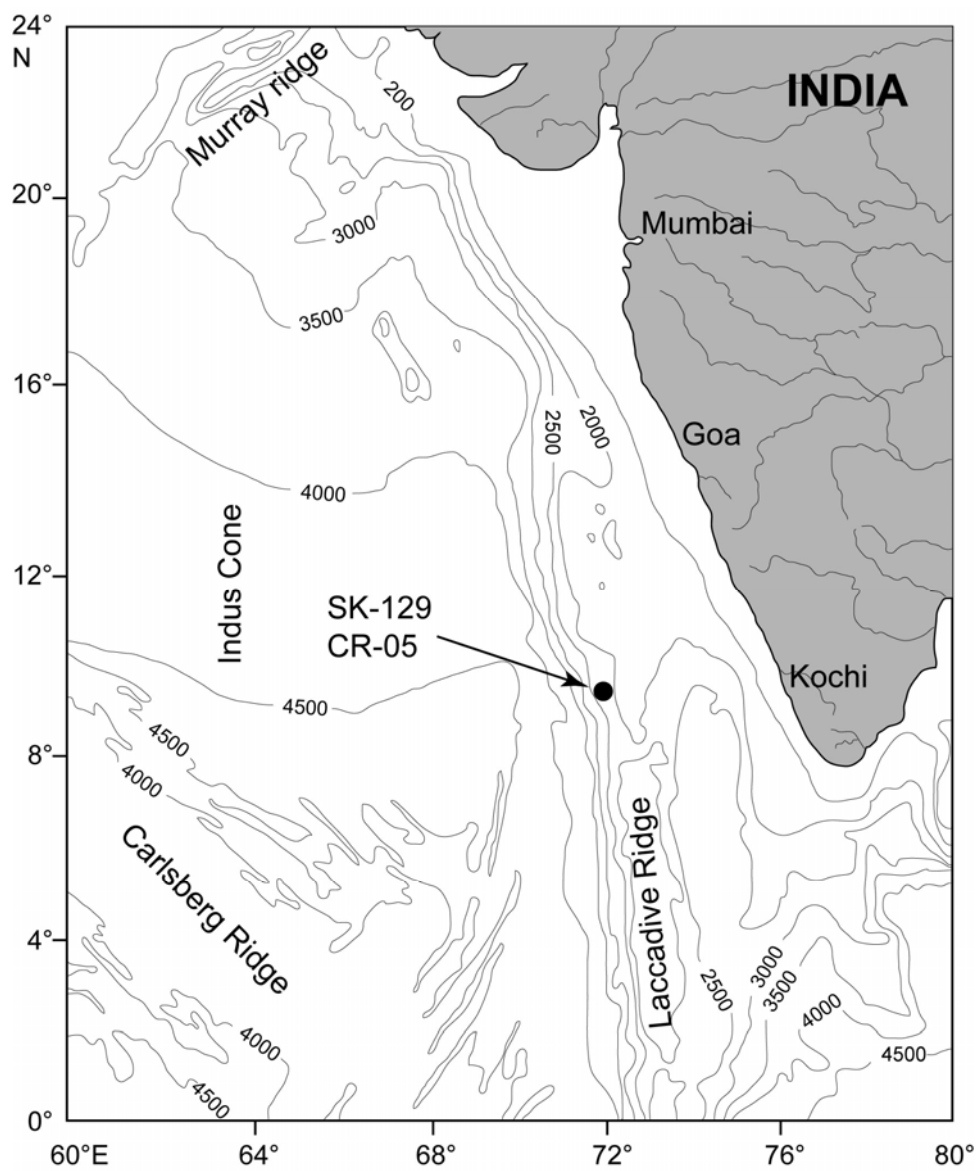 24°
N
20°
16°
12°
8°
4°
0°
60°E
64°
68°
72°
76°
80°
INDIA
Murray ridge
200
Mumbai
3000
3500
2500
2000
Goa
4000
Indus Cone
SK-129
CR-05
Kochi
4500
4500
4000
Carlsberg Ridge
Laccadive Ridge
2500
3000
3500
4000
4500
4000
4500